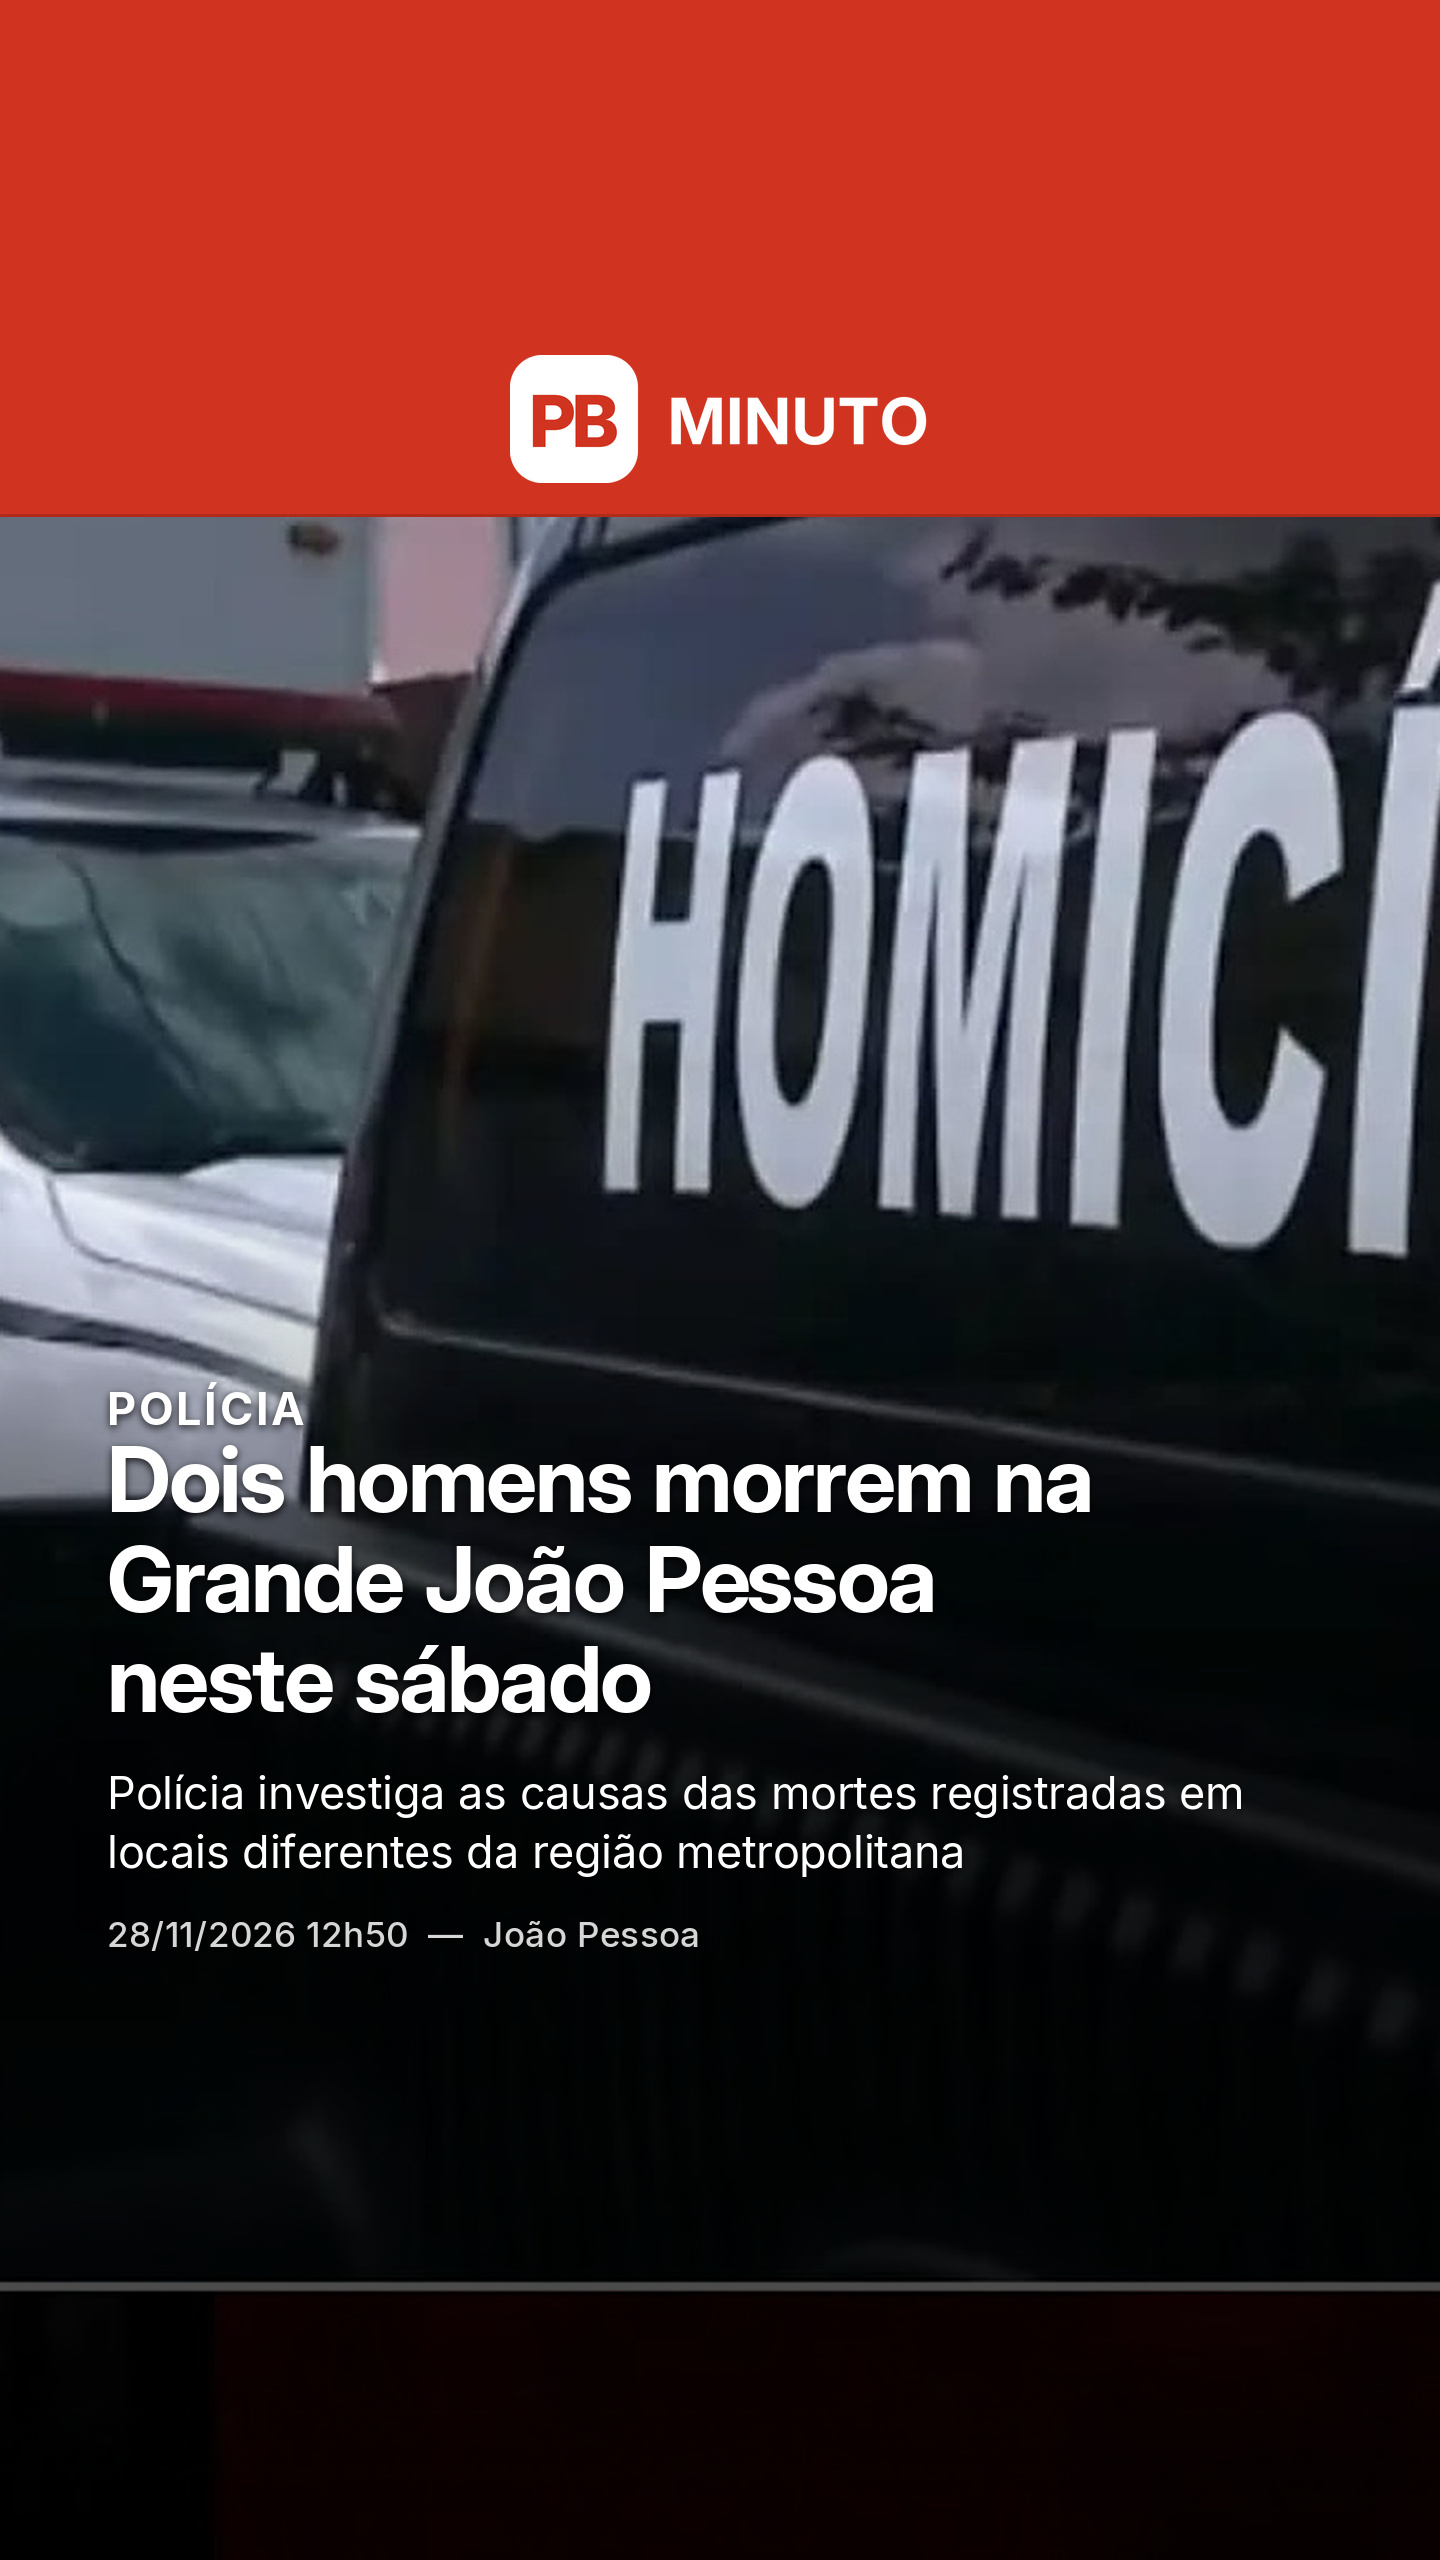 PB MINUTO
HOMICÍ
POLÍCIA
Dois homens morrem na
Grande João Pessoa
neste sábado
Polícia investiga as causas das mortes registradas em
locais diferentes da região metropolitana
28/11/2026 12h50 — João Pessoa